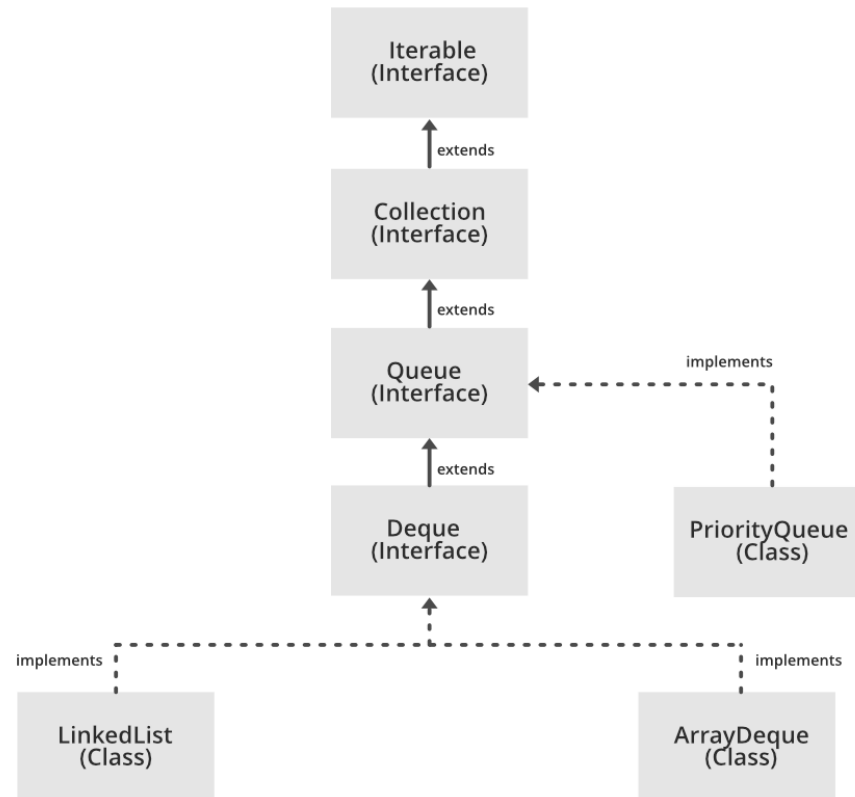 Iterable
(Interface)
extends
Collection
(Interface)
extends
Queue
(Interface)
implements
extends
Deque
(Interface)
PriorityQueue
(Class)
implements
implements
LinkedList
(Class)
ArrayDeque
(Class)